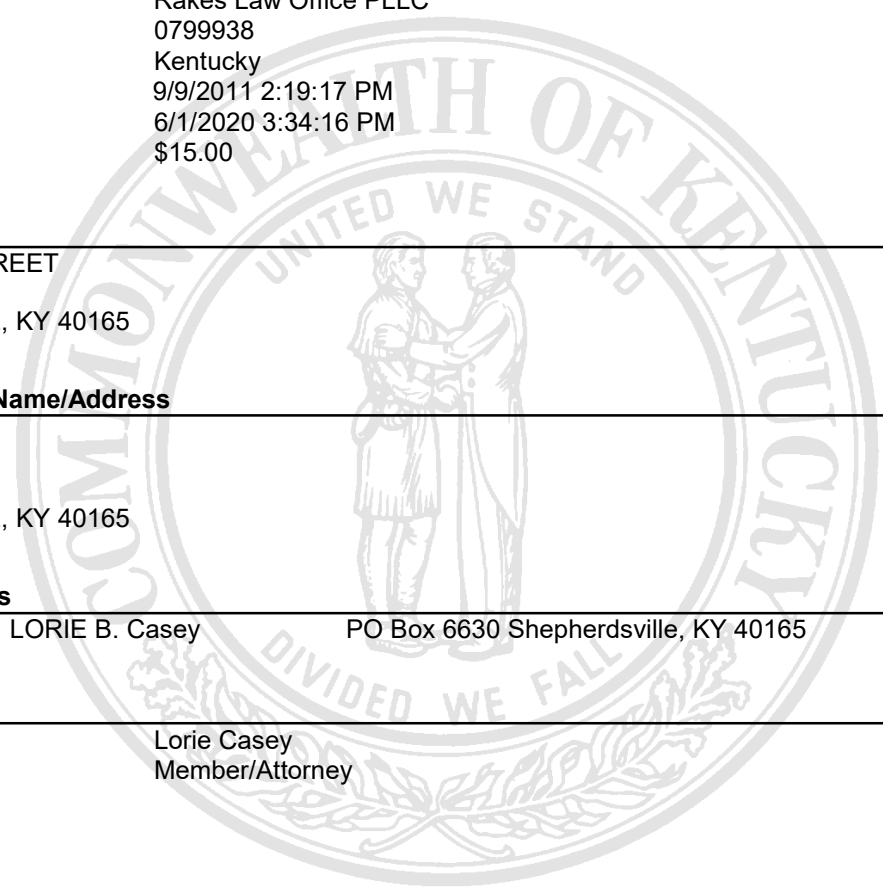 Rakes Law Office PLLC
0799938
Kentucky
9/9/2011 2:19:17 PM
6/1/2020 3:34:16 PM
$15.00
COMMONWEALTH OF KENTUCKY
UNITED WE STAND
REET
, KY 40165
Name/Address
, KY 40165
s
LORIE B. Casey PO Box 6630 Shepherdsville, KY 40165
DIVIDED WE FALL
Lorie Casey
Member/Attorney